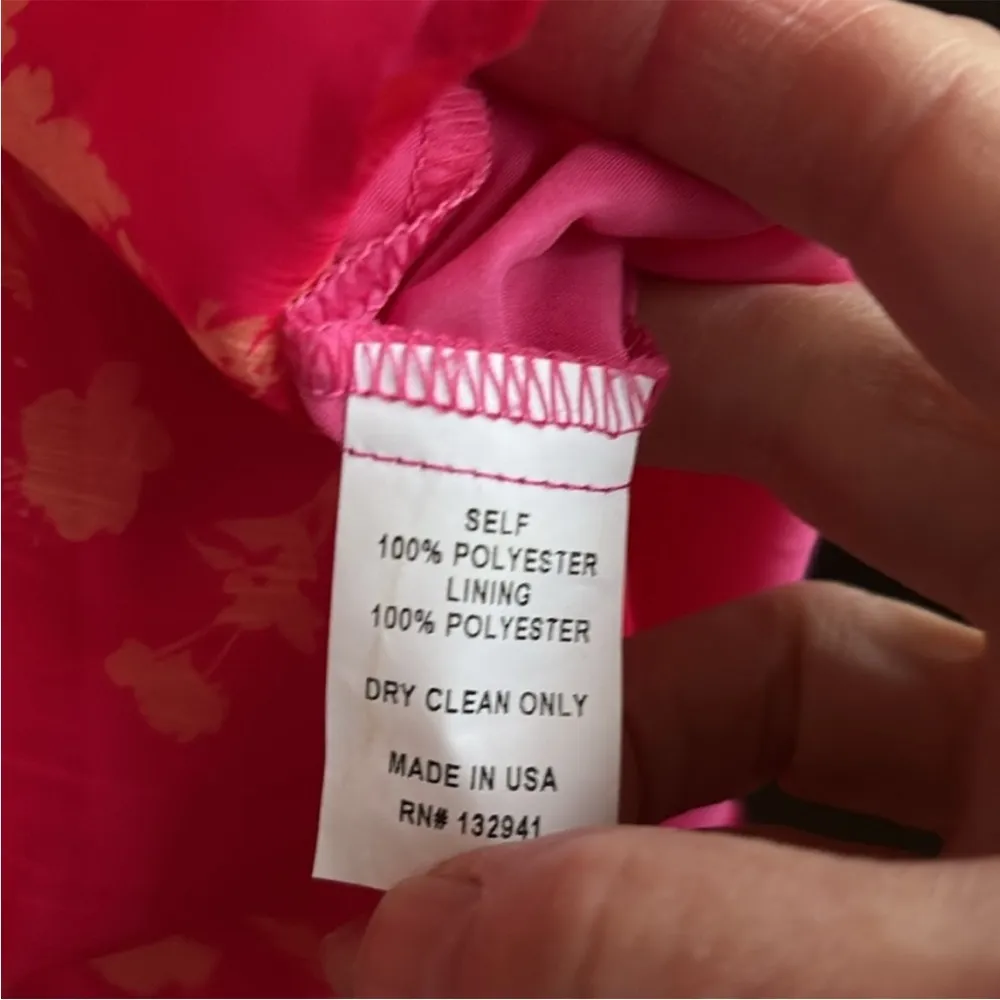 SELF
100% POLYESTER
LINING
100% POLYESTER
DRY CLEAN ONLY
MADE IN USA
RN# 132941